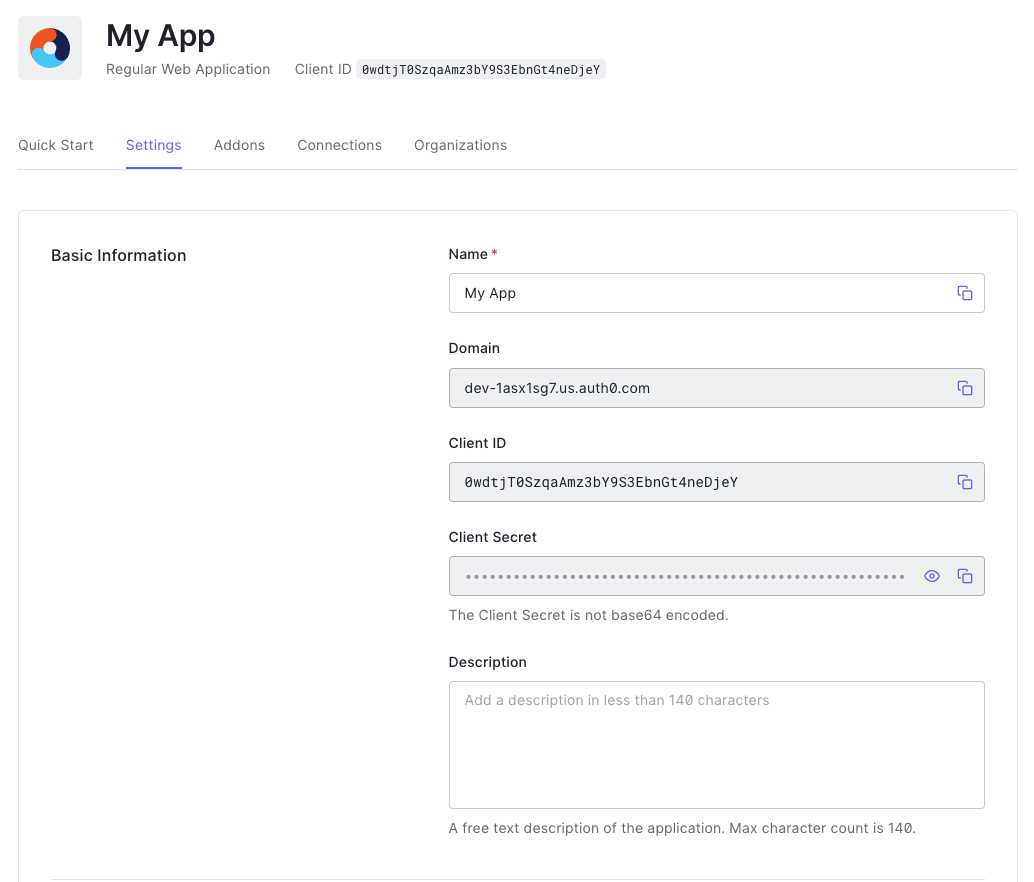 My App
Regular Web Application Client ID 0wdtjT0SzqaAmz3bY9S3EbnGt4neDjeY
Quick Start Settings Addons Connections Organizations
Basic Information
Name *
My App
Domain
dev-1asx1sg7.us.auth0.com
Client ID
0wdtjT0SzqaAmz3bY9S3EbnGt4neDjeY
Client Secret
••••••••••••••••••••••••••••••••••••••••••••••••••••••••
The Client Secret is not base64 encoded.
Description
Add a description in less than 140 characters
A free text description of the application. Max character count is 140.